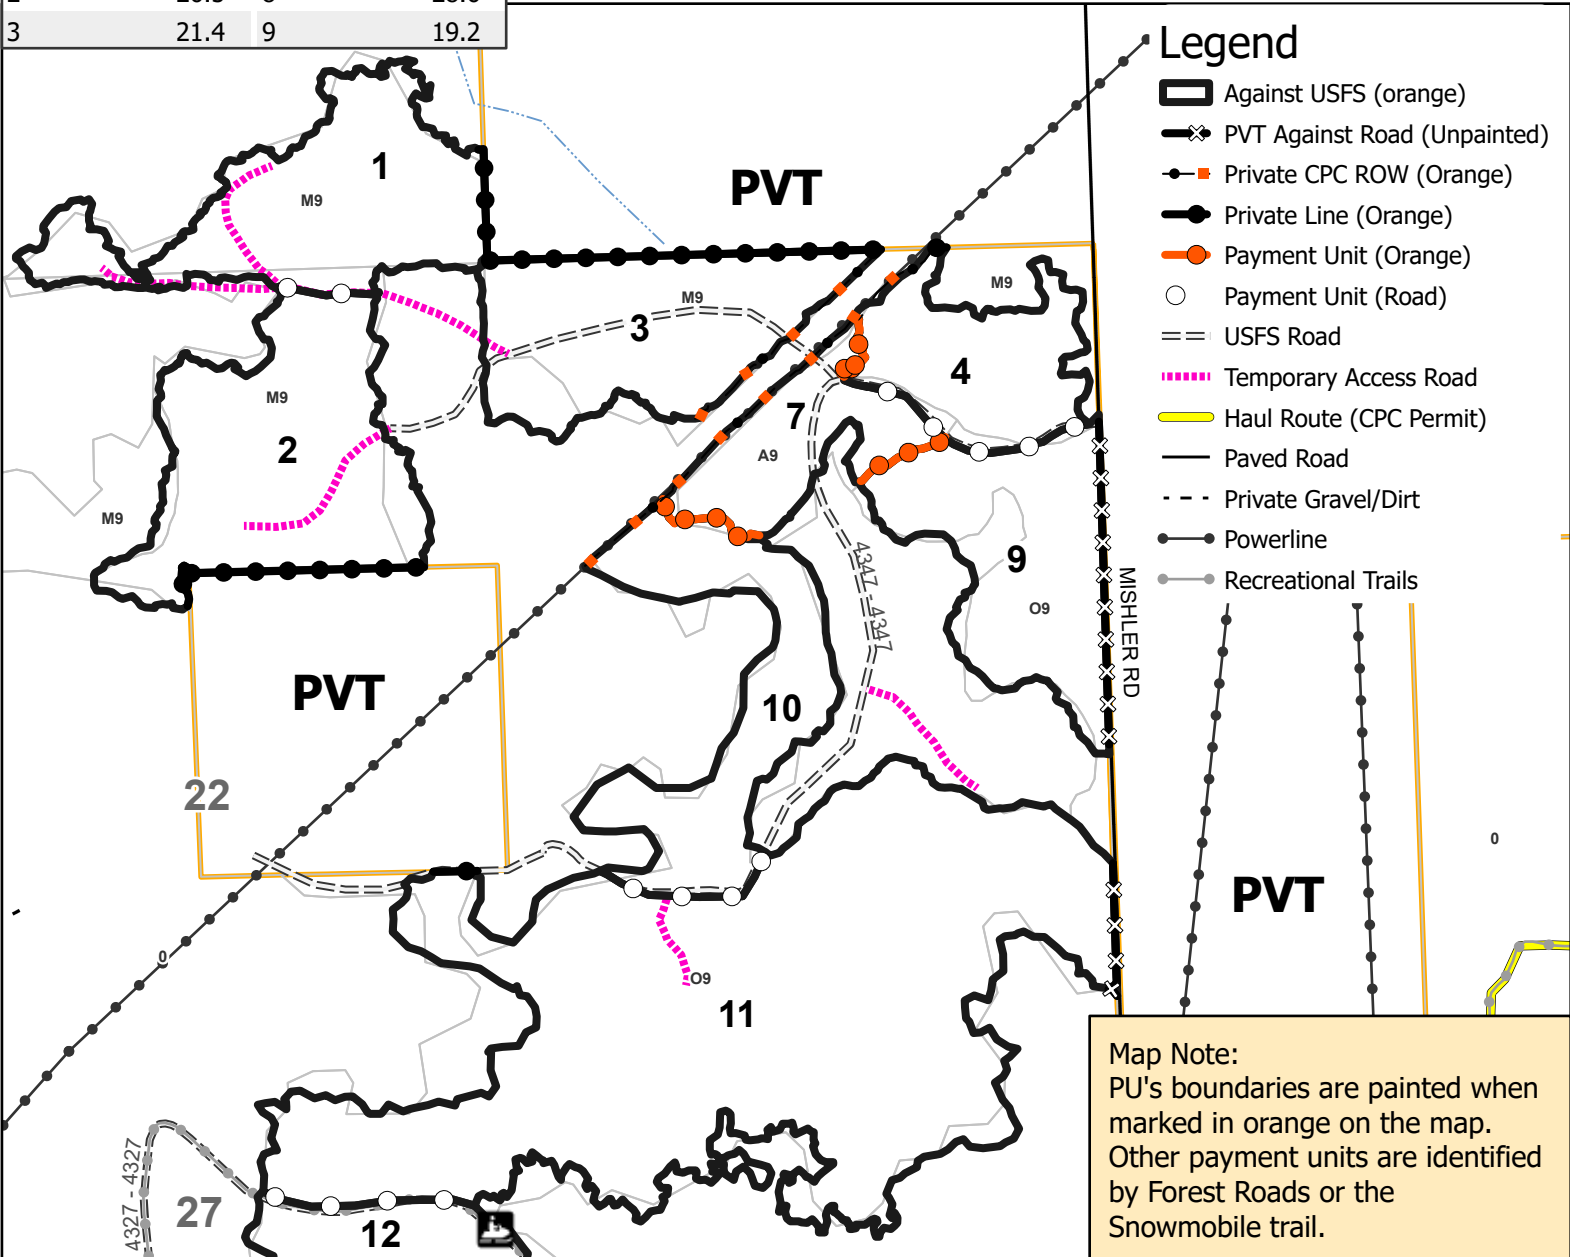 3 21.4 9 19.2
Legend
Against USFS (orange)
PVT Against Road (Unpainted)
Private CPC ROW (Orange)
Private Line (Orange)
Payment Unit (Orange)
Payment Unit (Road)
USFS Road
Temporary Access Road
Haul Route (CPC Permit)
Paved Road
Private Gravel/Dirt
Powerline
Recreational Trails
1
M9
PVT
M9
3
M9
4
M9
2
7
A9
M9
9
O9
4347 - 4347
MISHLER RD
PVT
10
22
0
PVT
0
O9
11
4327 - 4327
27
12
Map Note:
PU's boundaries are painted when
marked in orange on the map.
Other payment units are identified
by Forest Roads or the
Snowmobile trail.